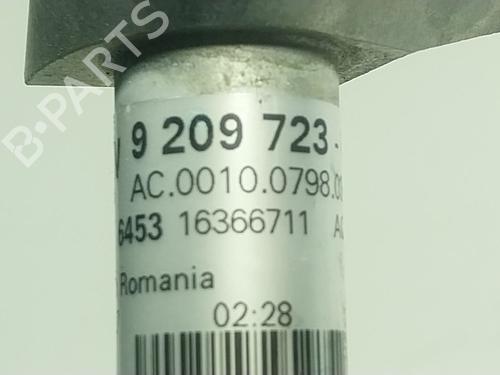 B-PARTS
9 209 723-
AC.0010.0798.0
6453 16366711
Romania
02:28